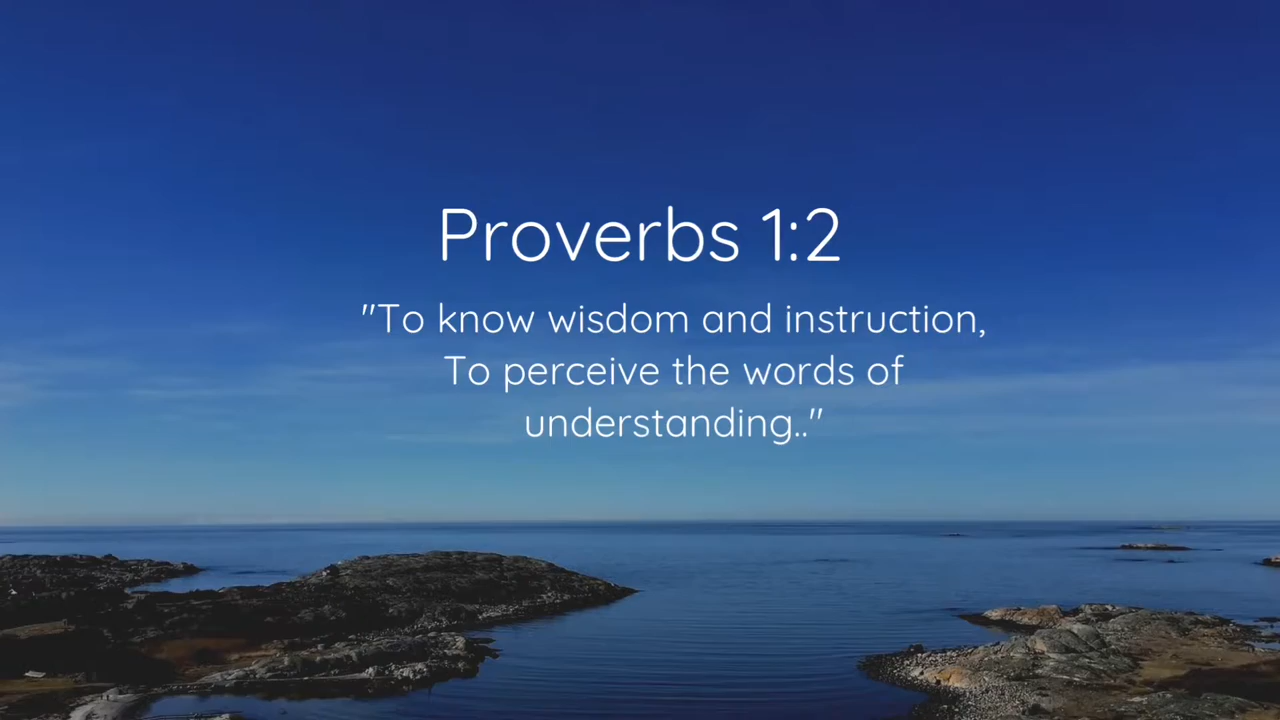 Proverbs 1:2
"To know wisdom and instruction,
To perceive the words of
understanding.."